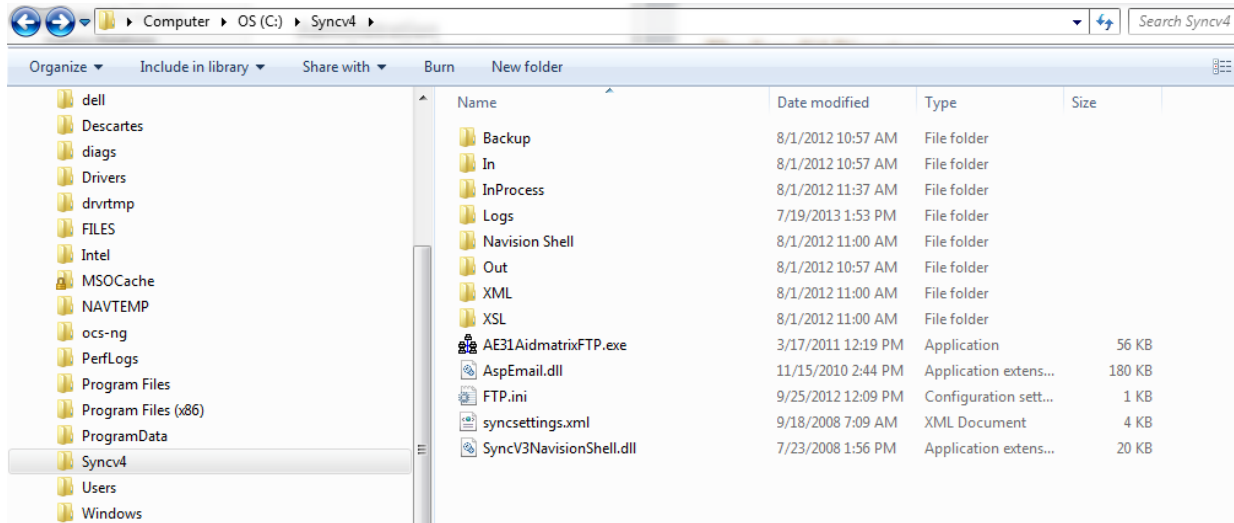 Computer ▸ OS (C:) ▸ Syncv4 ▸ Search Syncv4
Organize Include in library Share with Burn New folder
dell
Descartes
diags
Drivers
drvrtmp
FILES
Intel
MSOCache
NAVTEMP
ocs-ng
PerfLogs
Program Files
Program Files (x86)
ProgramData
Syncv4
Users
Windows
Name Date modified Type Size
Backup 8/1/2012 10:57 AM File folder
In 8/1/2012 10:57 AM File folder
InProcess 8/1/2012 11:37 AM File folder
Logs 7/19/2013 1:53 PM File folder
Navision Shell 8/1/2012 11:00 AM File folder
Out 8/1/2012 10:57 AM File folder
XML 8/1/2012 11:00 AM File folder
XSL 8/1/2012 11:00 AM File folder
AE31AidmatrixFTP.exe 3/17/2011 12:19 PM Application 56 KB
AspEmail.dll 11/15/2010 2:44 PM Application extens... 180 KB
FTP.ini 9/25/2012 12:09 PM Configuration sett... 1 KB
syncsettings.xml 9/18/2008 7:09 AM XML Document 4 KB
SyncV3NavisionShell.dll 7/23/2008 1:56 PM Application extens... 20 KB